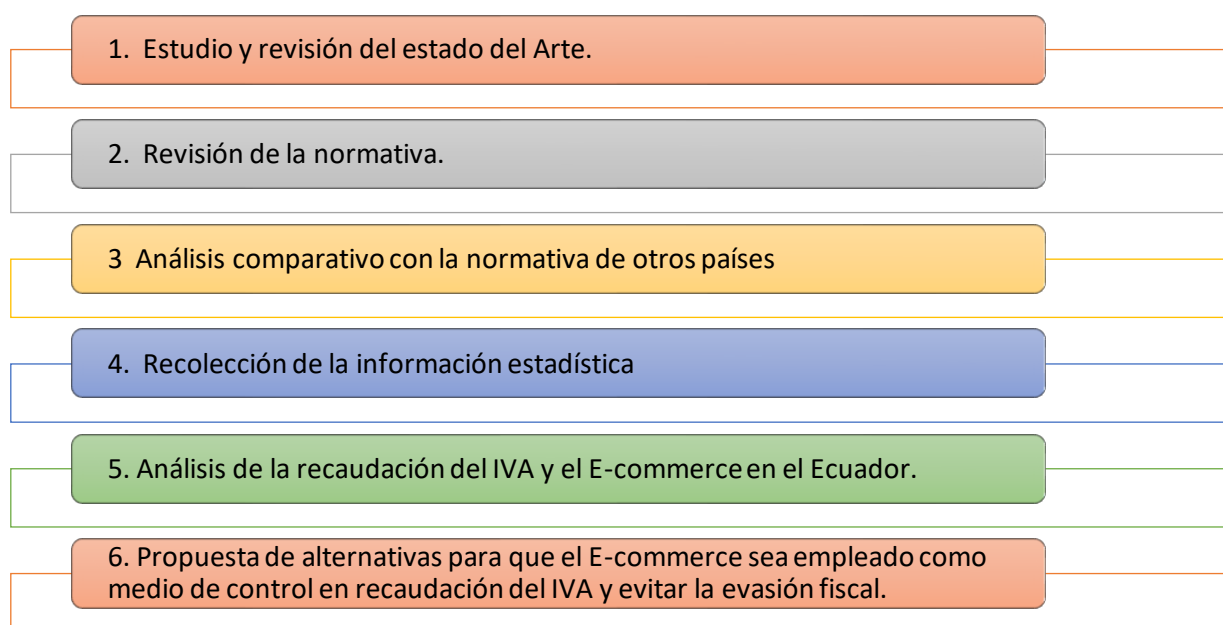 1. Estudio y revisión del estado del Arte.
2. Revisión de la normativa.
3 Análisis comparativo con la normativa de otros países
4. Recolección de la información estadística
5. Análisis de la recaudación del IVA y el E-commerce en el Ecuador.
6. Propuesta de alternativas para que el E-commerce sea empleado como
medio de control en recaudación del IVA y evitar la evasión fiscal.